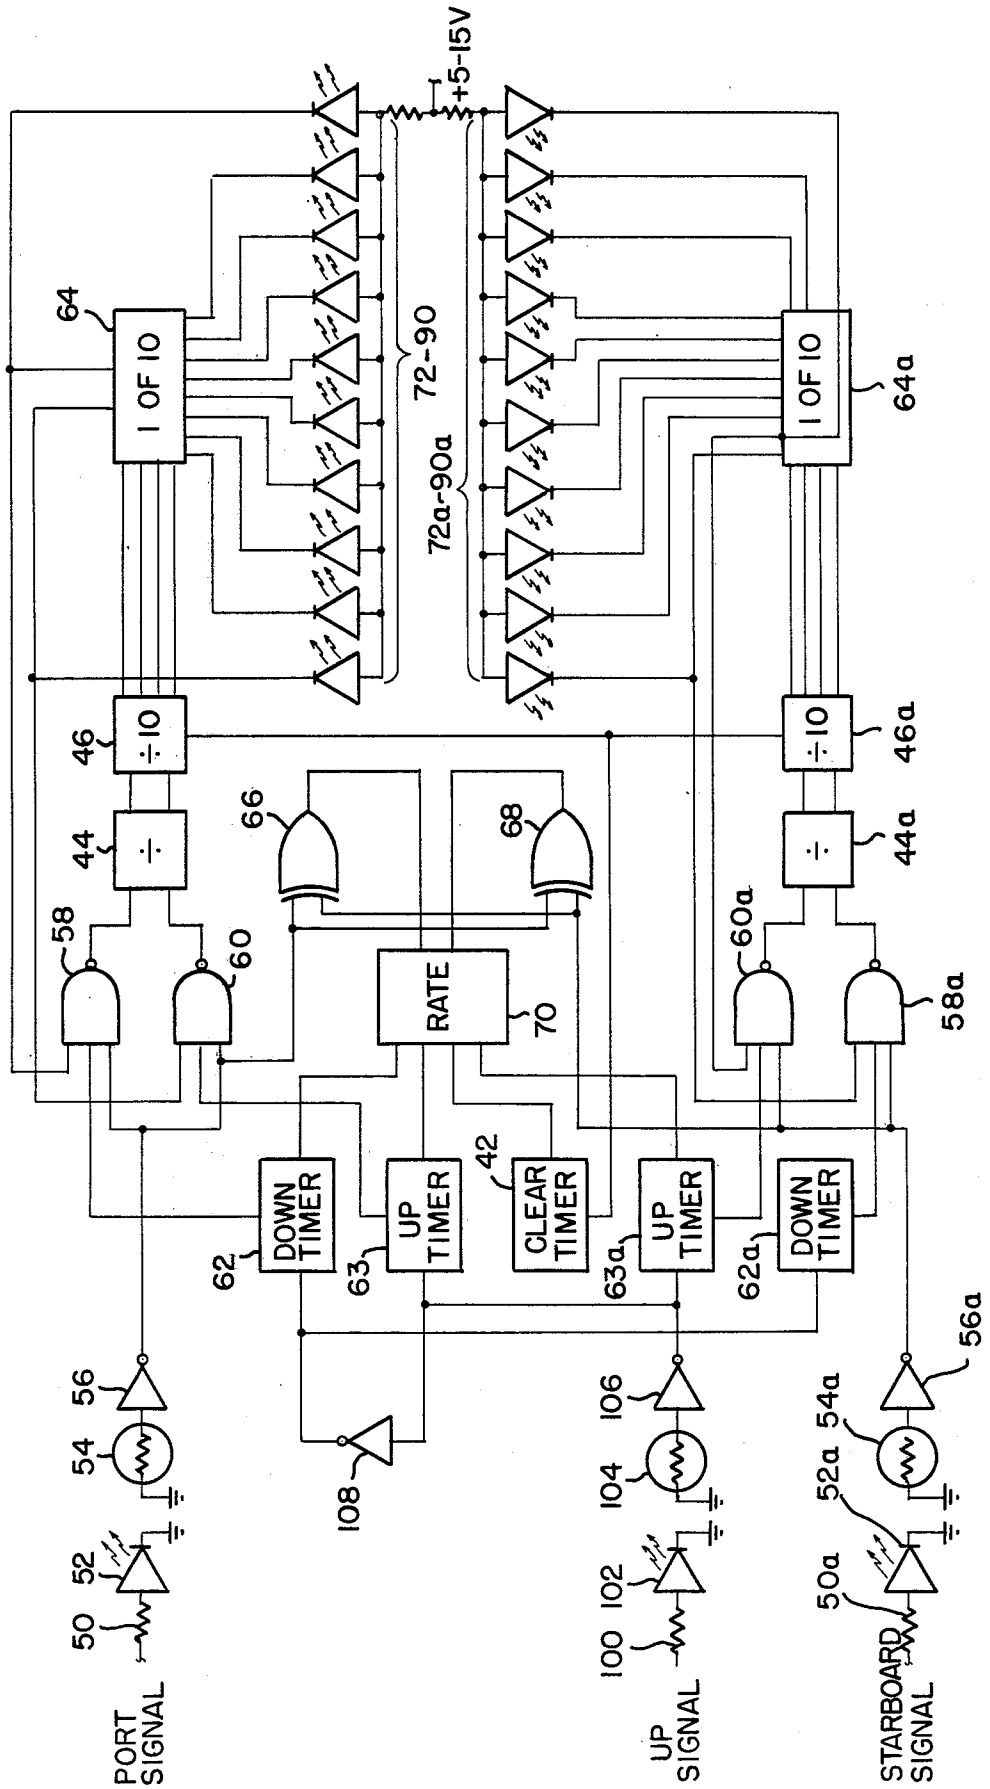 PORT
SIGNAL
50
52
54
56
58
60
44
÷
46
÷10
64
1 OF 10
62
DOWN
TIMER
63
UP
TIMER
42
CLEAR
TIMER
63a
UP
TIMER
62a
DOWN
TIMER
108
RATE
70
66
68
72-90
72a-90a
+5-15V
UP
SIGNAL
100
102
104
106
STARBOARD
SIGNAL
50a
52a
54a
56a
60a
58a
÷
44a
÷10
46a
1 OF 10
64a